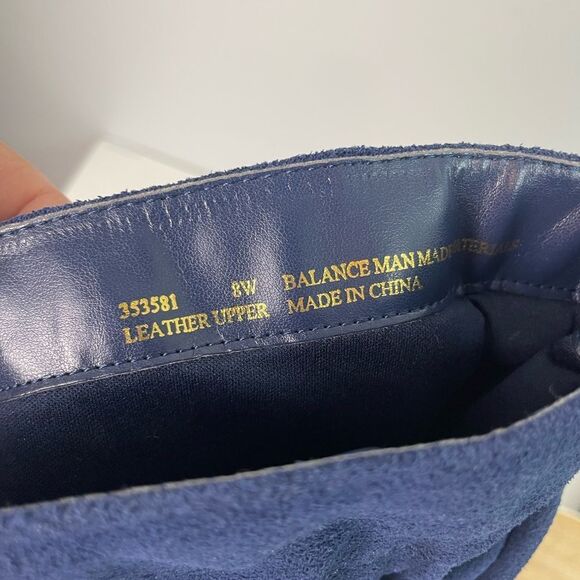 353581 8W BALANCE MAN MADE MATERIALS
LEATHER UPPER MADE IN CHINA